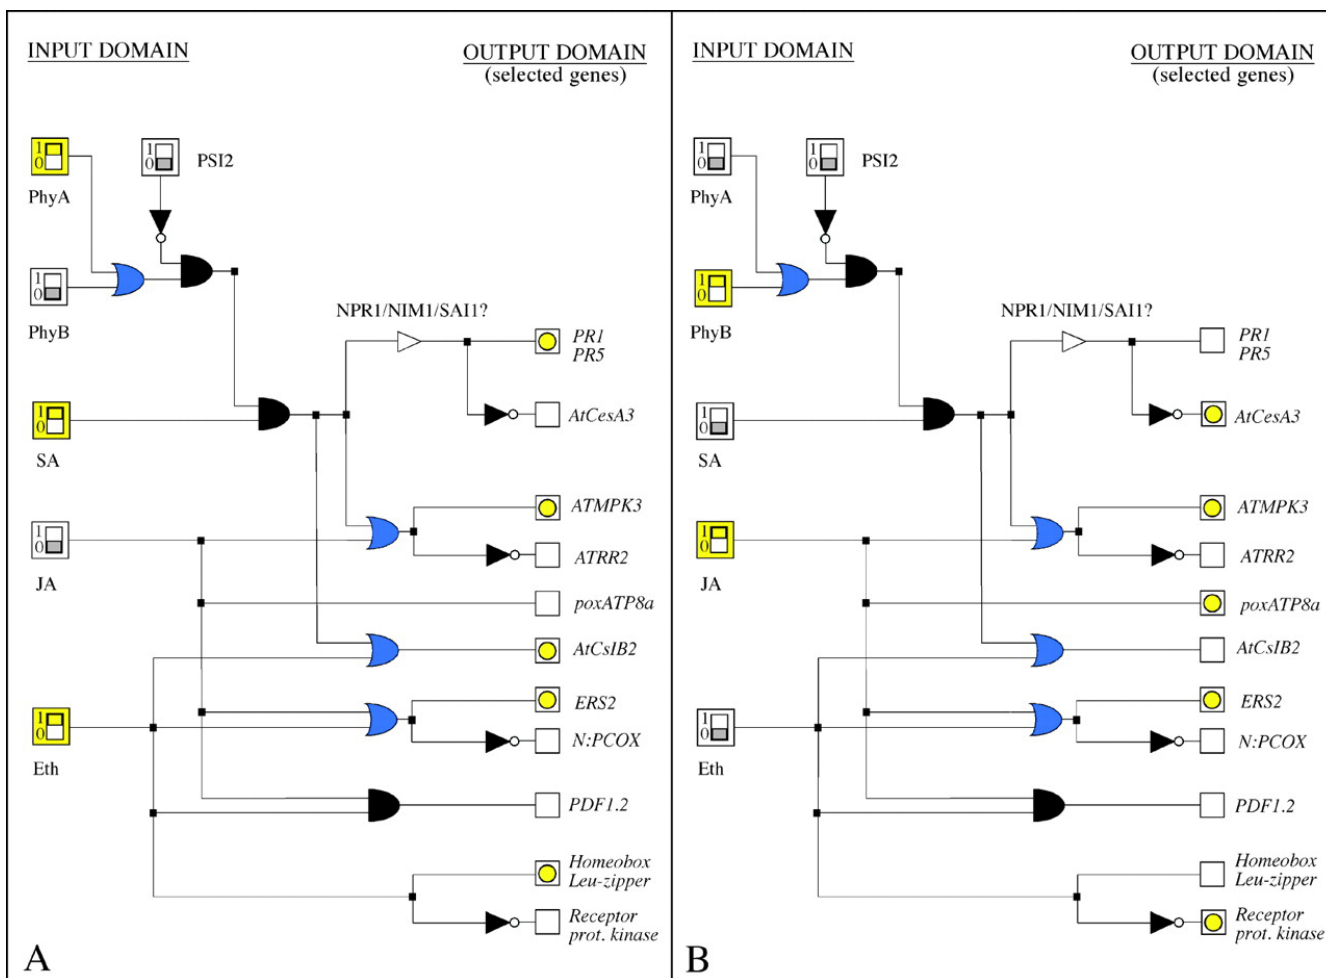 INPUT DOMAIN
OUTPUT DOMAIN
(selected genes)
1
0
PhyA
1
0
PSI2
1
0
PhyB
NPR1/NIM1/SAI1?
PR1
PR5
AtCesA3
1
0
SA
ATMPK3
1
0
JA
ATRR2
poxATP8a
AtCsIB2
ERS2
1
0
Eth
N:PCOX
PDF1.2
Homeobox
Leu-zipper
Receptor
prot. kinase
A
INPUT DOMAIN
OUTPUT DOMAIN
(selected genes)
1
0
PhyA
1
0
PSI2
1
0
PhyB
NPR1/NIM1/SAI1?
PR1
PR5
AtCesA3
1
0
SA
ATMPK3
1
0
JA
ATRR2
poxATP8a
AtCsIB2
ERS2
1
0
Eth
N:PCOX
PDF1.2
Homeobox
Leu-zipper
Receptor
prot. kinase
B